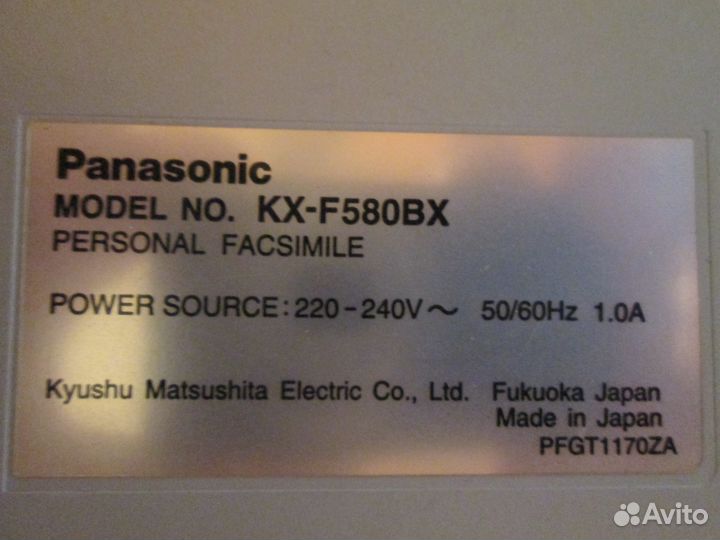 Panasonic
MODEL NO. KX-F580BX
PERSONAL FACSIMILE
POWER SOURCE: 220-240V~ 50/60Hz 1.0A
Kyushu Matsushita Electric Co., Ltd. Fukuoka Japan
Made in Japan
PFGT1170ZA
Avito